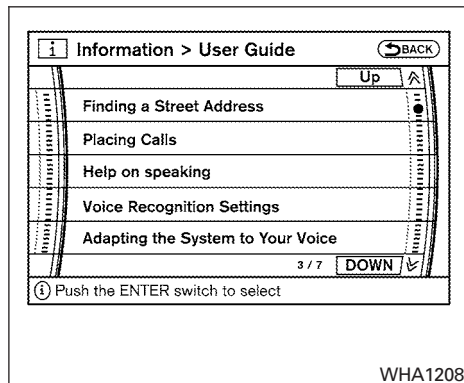 i Information > User Guide BACK
Up
Finding a Street Address
Placing Calls
Help on speaking
Voice Recognition Settings
Adapting the System to Your Voice
3 / 7 DOWN
i Push the ENTER switch to select
WHA1208